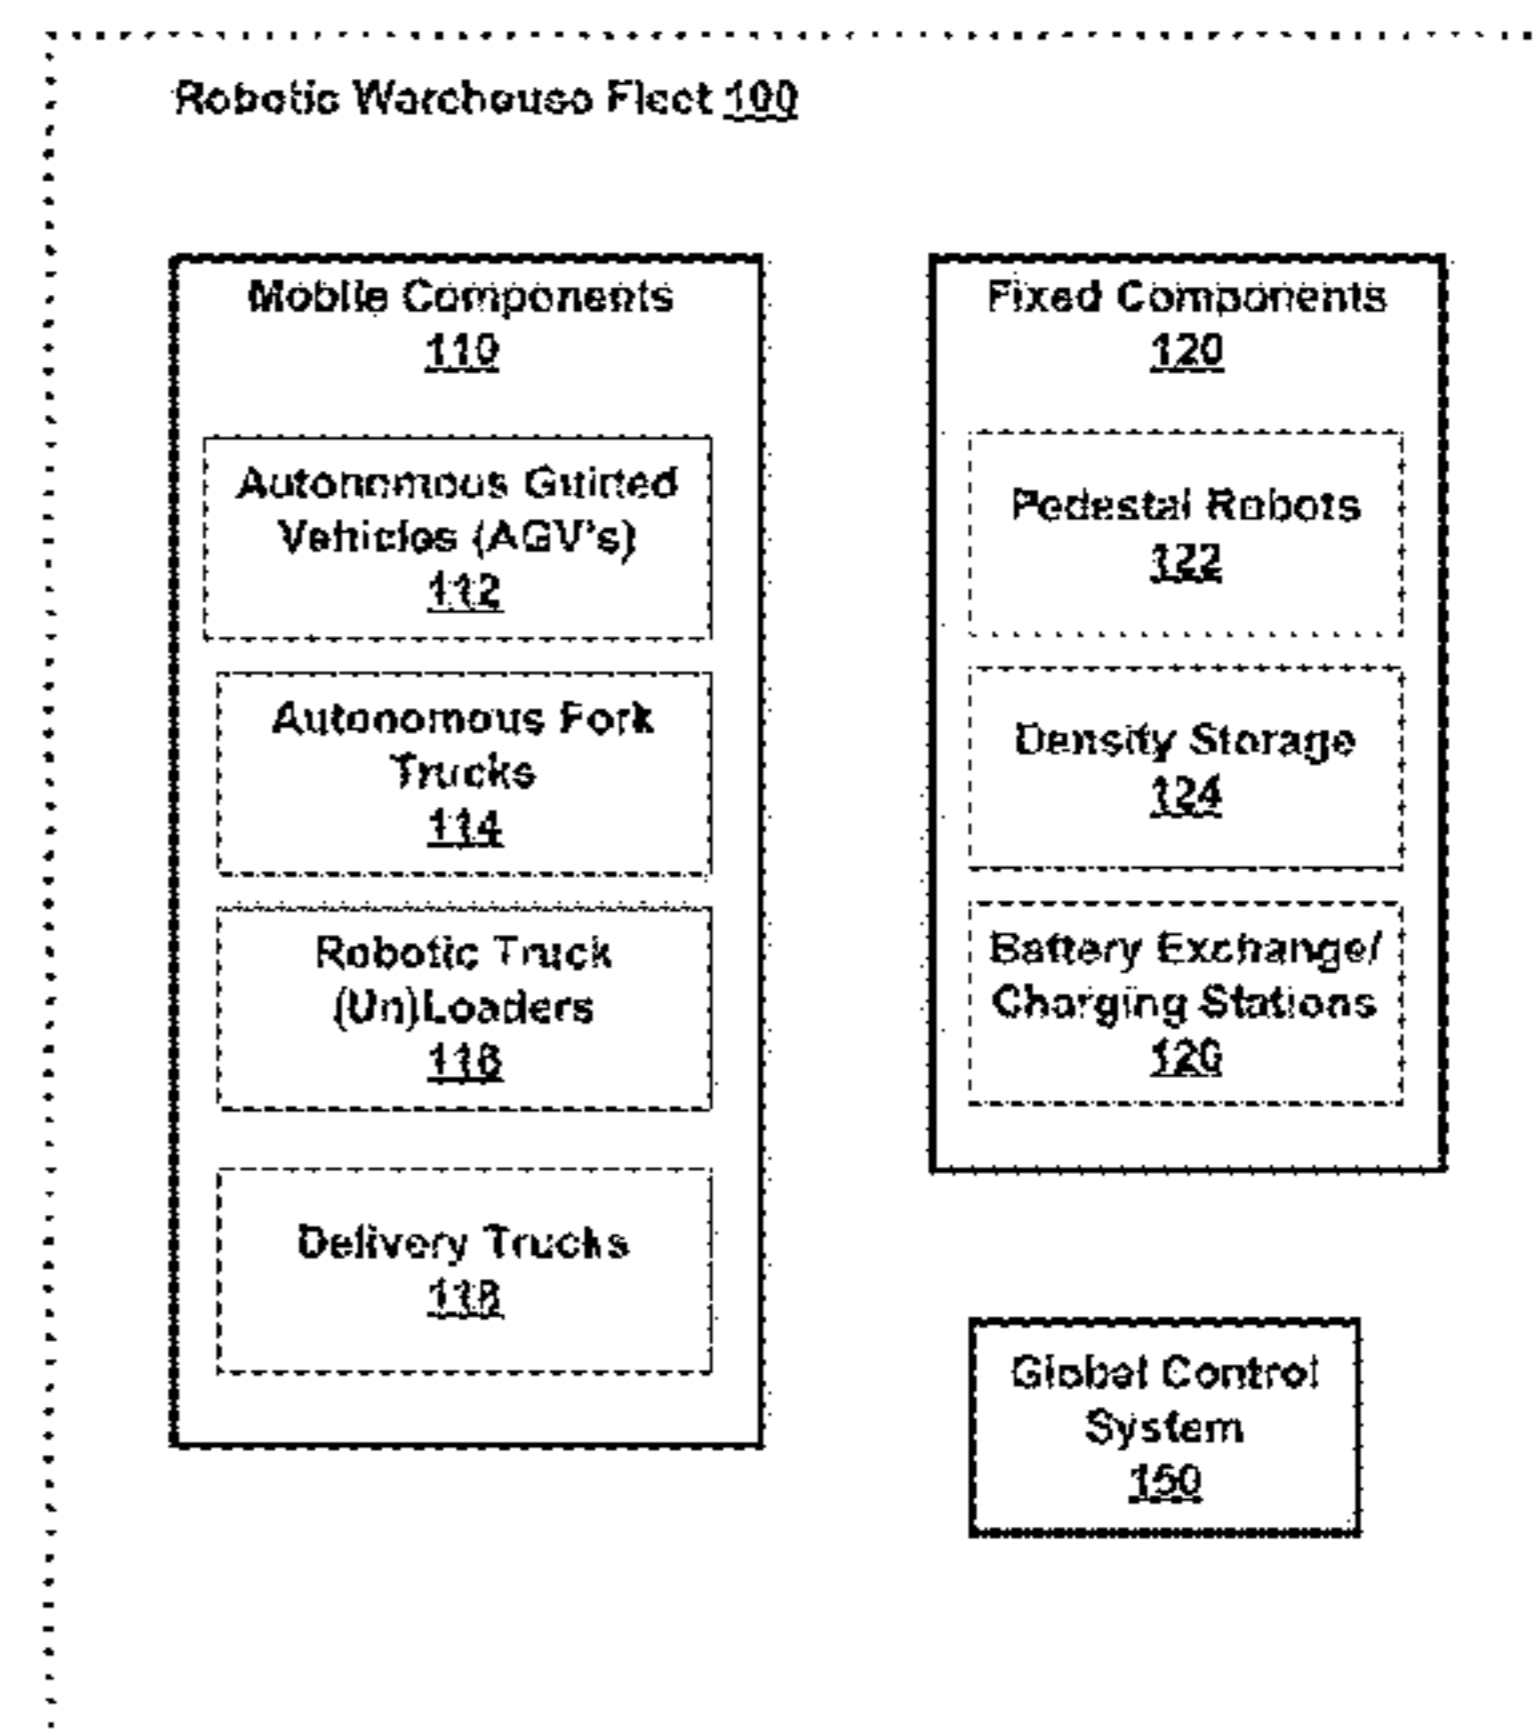 Robotic Warehouse Fleet 100
Mobile Components
110
Autonomous Guided
Vehicles (AGV's)
112
Autonomous Fork
Trucks
114
Robotic Truck
(Un)Loaders
116
Delivery Trucks
118
Fixed Components
120
Pedestal Robots
122
Density Storage
124
Battery Exchange/
Charging Stations
Global Control
System
150